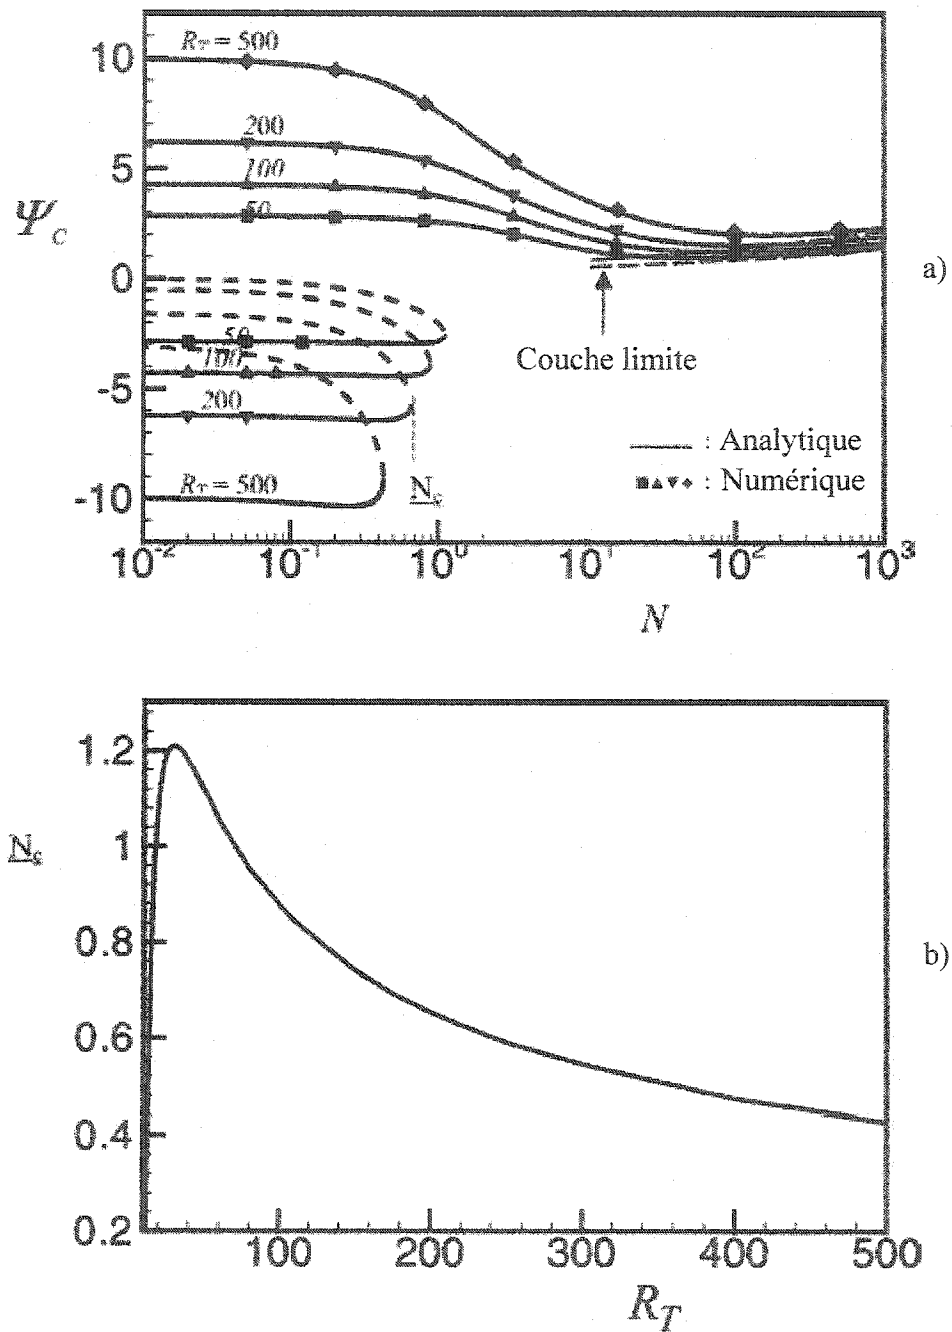 R_T = 500
10
200
5
100
50
Ψ_c
0
a)
50
Couche limite
100
-5
200
—— : Analytique
N_c
■▲▼◆ : Numérique
R_T = 500
-10
10^-2 10^-1 10^0 10^1 10^2 10^3
N
1.2
N_c
1
0.8
b)
0.6
0.4
0.2
100 200 300 400 500
R_T